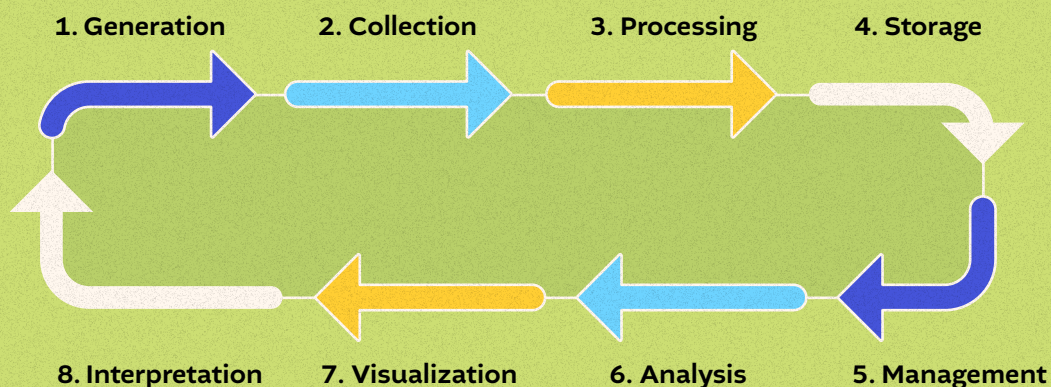 1. Generation
2. Collection
3. Processing
4. Storage
8. Interpretation
7. Visualization
6. Analysis
5. Management